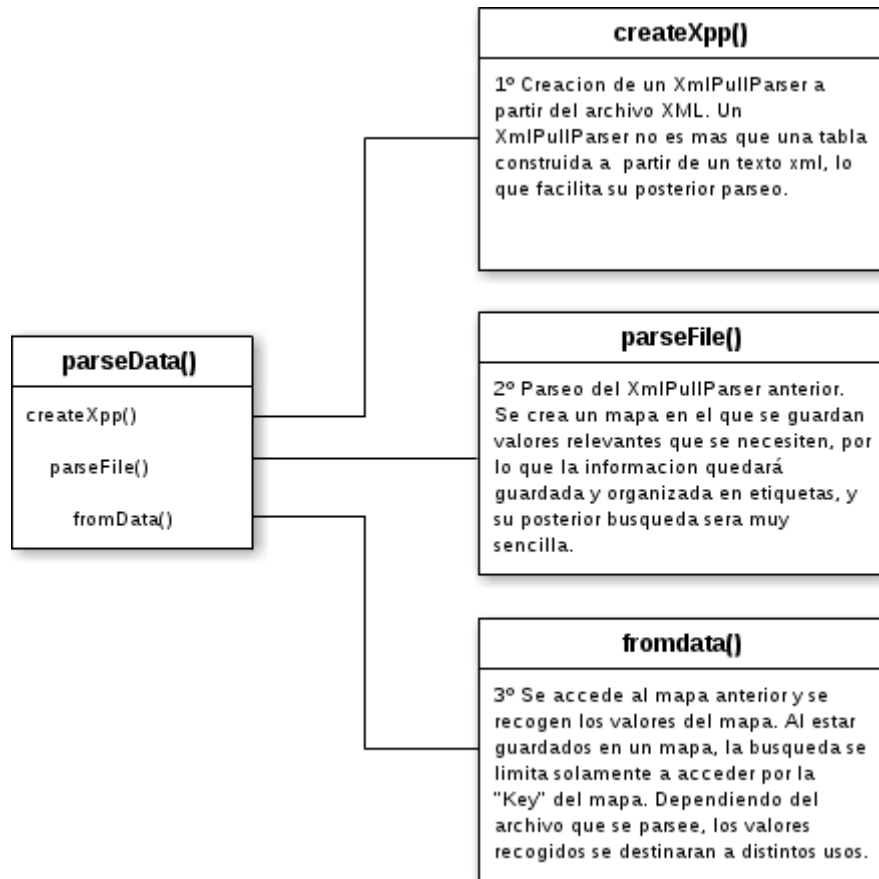 createXpp()
1º Creacion de un XmlPullParser a
partir del archivo XML. Un
XmlPullParser no es mas que una tabla
construida a partir de un texto xml, lo
que facilita su posterior parseo.
parseData()
createXpp()
parseFile()
fromData()
parseFile()
2º Parseo del XmlPullParser anterior.
Se crea un mapa en el que se guardan
valores relevantes que se necesiten, por
lo que la informacion quedará
guardada y organizada en etiquetas, y
su posterior busqueda sera muy
sencilla.
fromdata()
3º Se accede al mapa anterior y se
recogen los valores del mapa. Al estar
guardados en un mapa, la busqueda se
limita solamente a acceder por la
"Key" del mapa. Dependiendo del
archivo que se parsee, los valores
recogidos se destinaran a distintos usos.